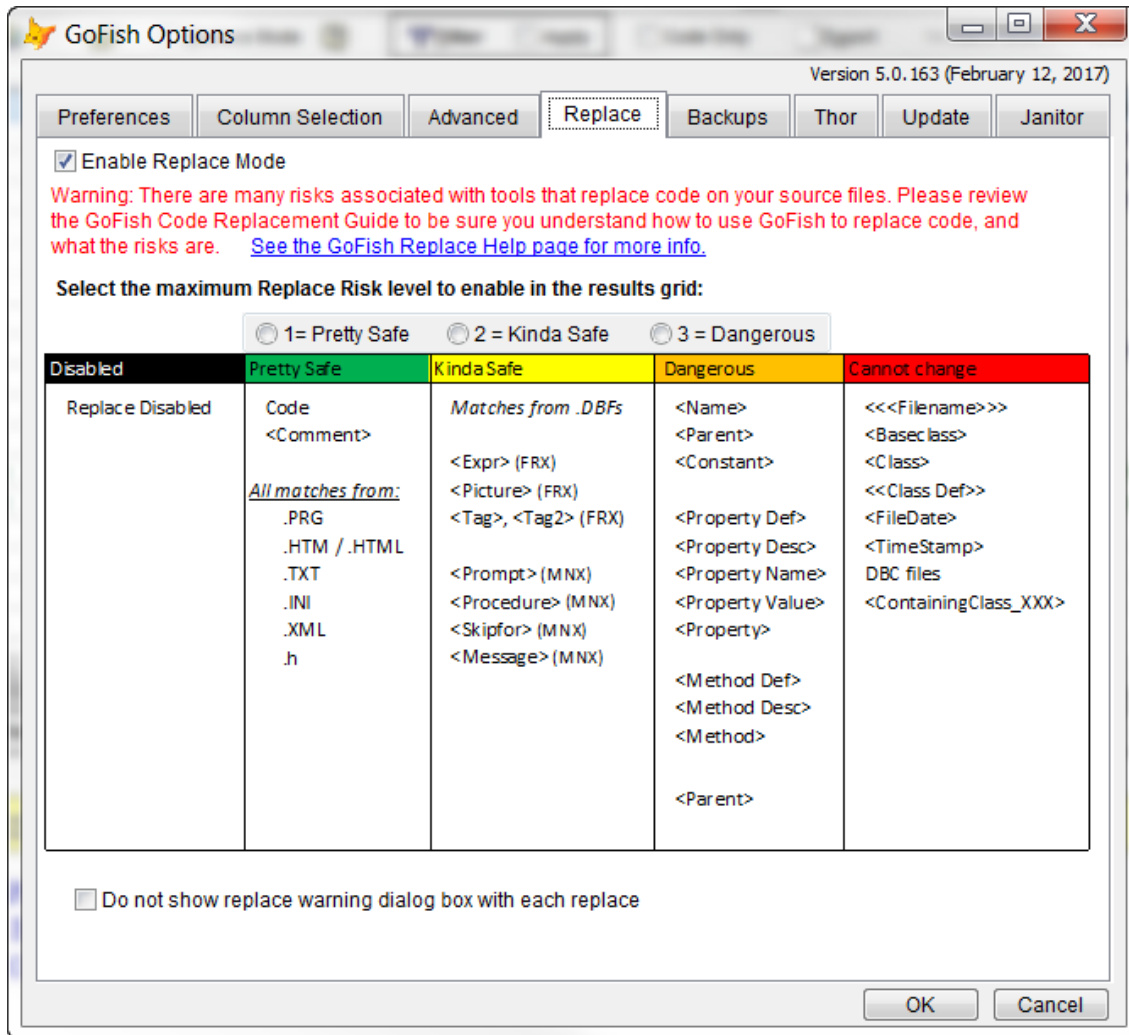 GoFish Options
Version 5.0.163 (February 12, 2017)
Preferences Column Selection Advanced Replace Backups Thor Update Janitor
Enable Replace Mode
Warning: There are many risks associated with tools that replace code on your source files. Please review
the GoFish Code Replacement Guide to be sure you understand how to use GoFish to replace code, and
what the risks are. See the GoFish Replace Help page for more info.
Select the maximum Replace Risk level to enable in the results grid:
1= Pretty Safe 2 = Kinda Safe 3 = Dangerous
Disabled Pretty Safe Kinda Safe Dangerous Cannot change
Replace Disabled Code Matches from .DBFs <Name> <<<Filename>>>
<Comment> <Parent> <Baseclass>
<Expr> (FRX) <Constant> <Class>
All matches from: <Picture> (FRX) <<Class Def>>
.PRG <Tag>, <Tag2> (FRX) <Property Def> <FileDate>
.HTM / .HTML <Property Desc> <TimeStamp>
.TXT <Prompt> (MNX) <Property Name> DBC files
.INI <Procedure> (MNX) <Property Value> <ContainingClass_XXX>
.XML <Skipfor> (MNX) <Property>
.h <Message> (MNX)
<Method Def>
<Method Desc>
<Method>
<Parent>
Do not show replace warning dialog box with each replace
OK Cancel